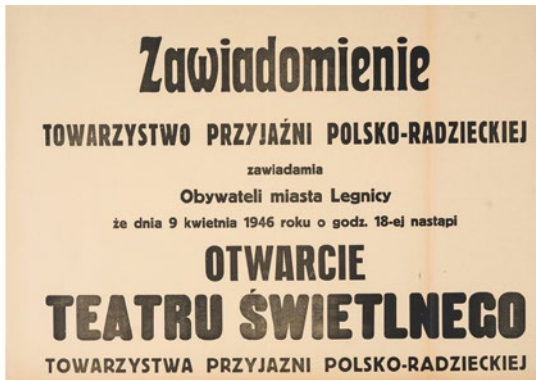 Zawiadomienie
TOWARZYSTWO PRZYJAŹNI POLSKO-RADZIECKIEJ
zawiadamia
Obywateli miasta Legnicy
że dnia 9 kwietnia 1946 roku o godz. 18-ej nastąpi
OTWARCIE
TEATRU ŚWIETLNEGO
TOWARZYSTWA PRZYJAZNI POLSKO-RADZIECKIEJ